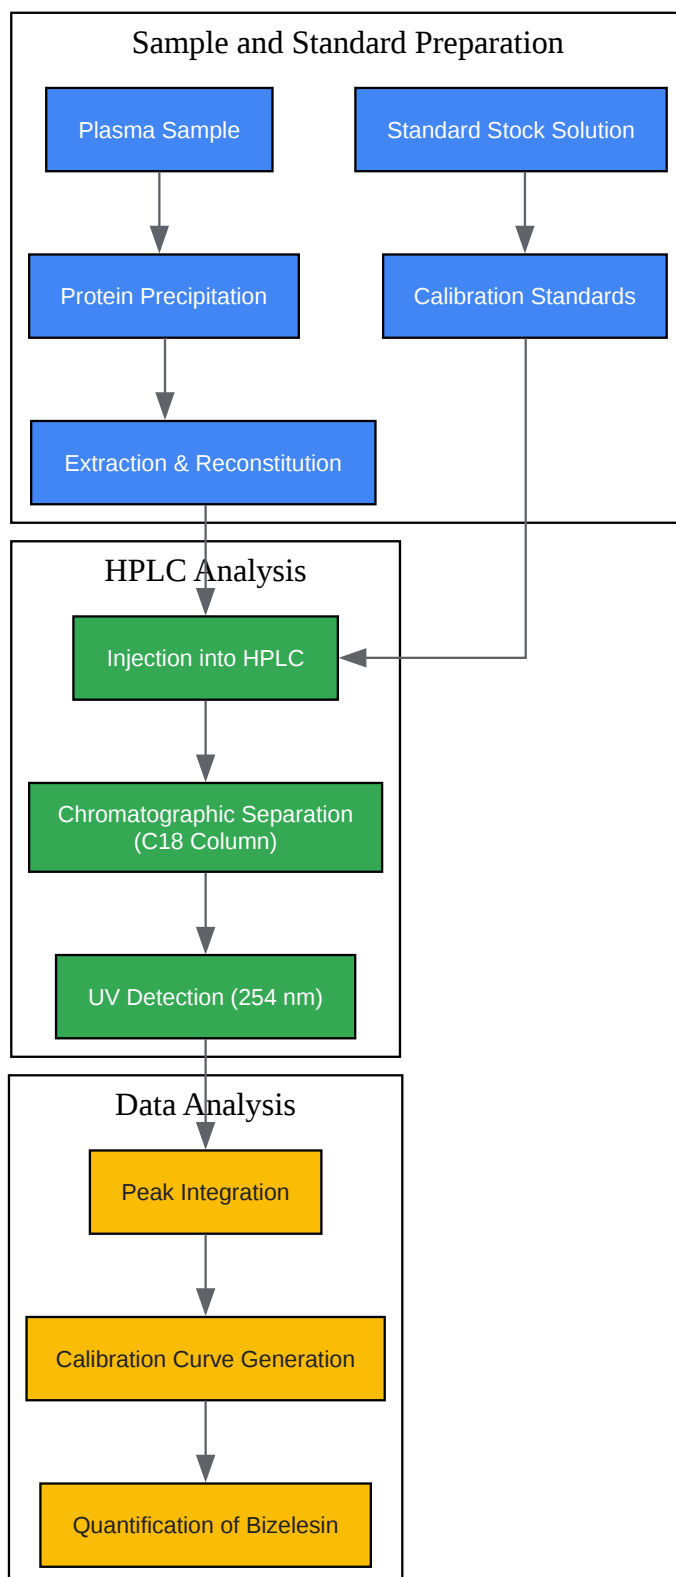 Sample and Standard Preparation
Plasma Sample
Standard Stock Solution
Protein Precipitation
Calibration Standards
Extraction & Reconstitution
HPLC Analysis
Injection into HPLC
Chromatographic Separation
(C18 Column)
UV Detection (254 nm)
Data Analysis
Peak Integration
Calibration Curve Generation
Quantification of Bizelesin